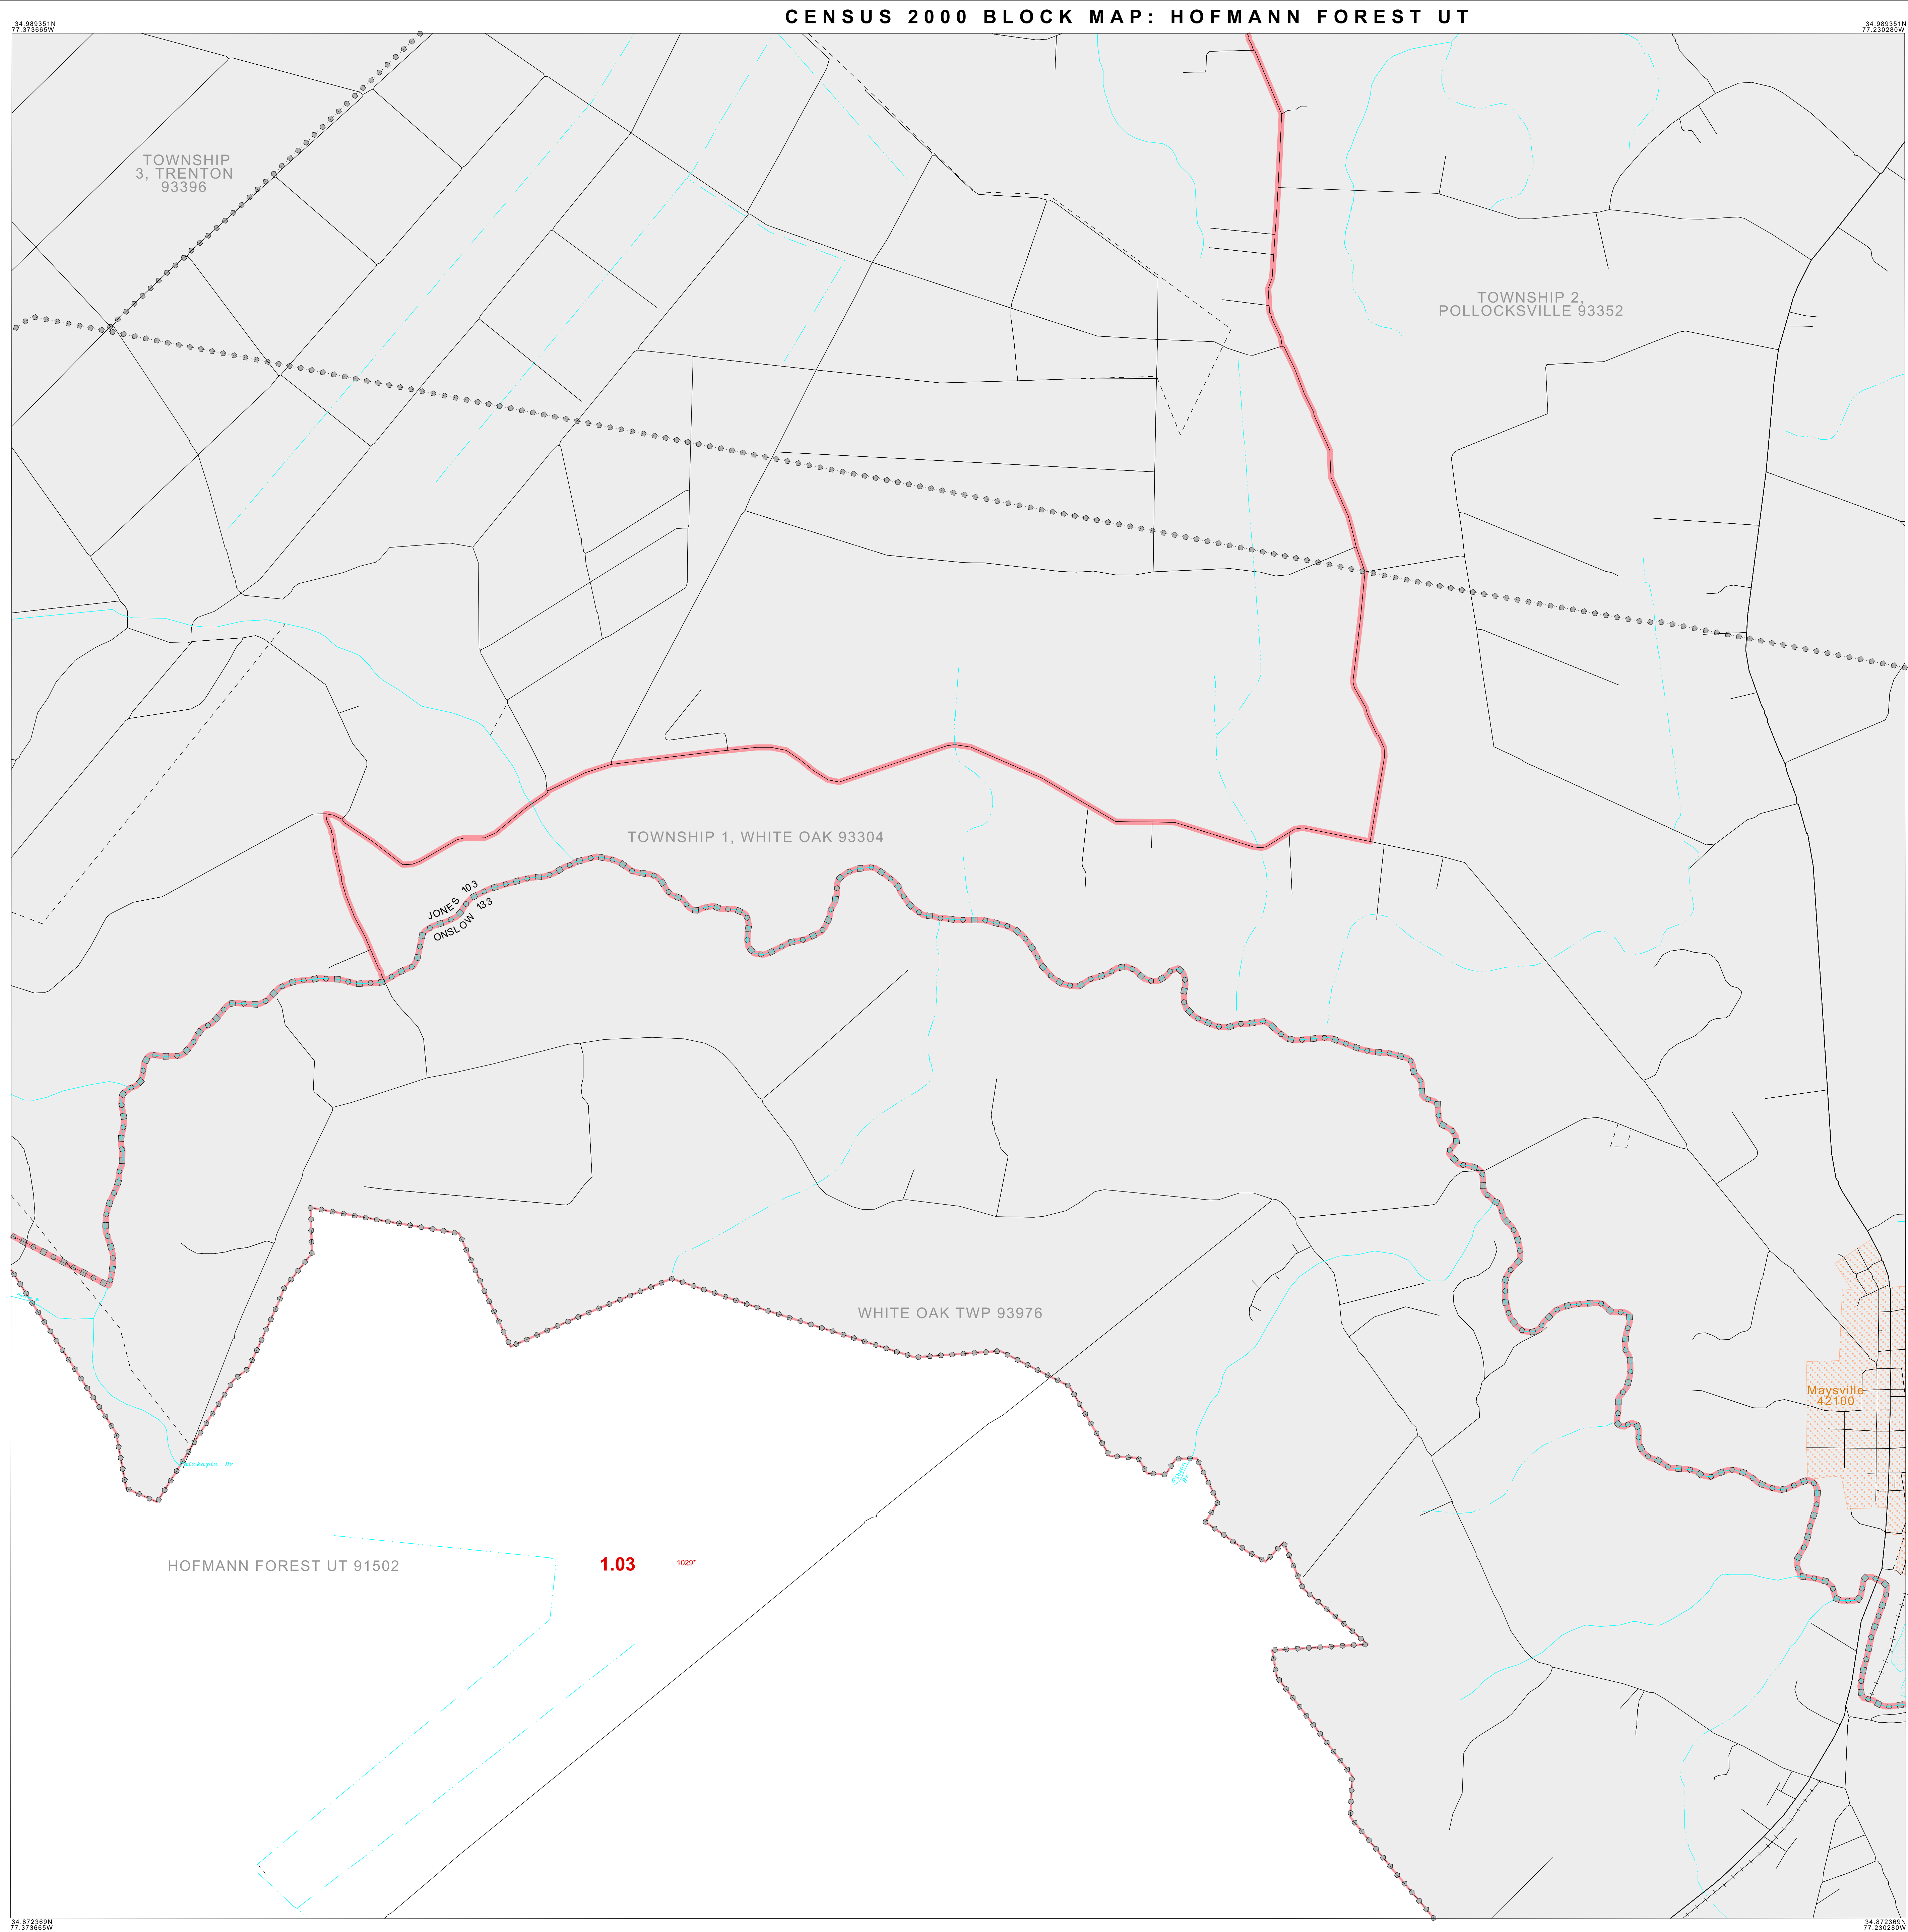 CENSUS 2000 BLOCK MAP: HOFMANN FOREST UT
34.989351N
77.373665W
34.989351N
77.230280W
TOWNSHIP
3, TRENTON
93396
TOWNSHIP 2,
POLLOCKSVILLE 93352
TOWNSHIP 1, WHITE OAK 93304
JONES 103
ONSLOW 133
WHITE OAK TWP 93976
Maysville
42100
Br
HOFMANN FOREST UT 91502
1.03
1029*
34.872369N
77.373665W
34.872369N
77.230280W